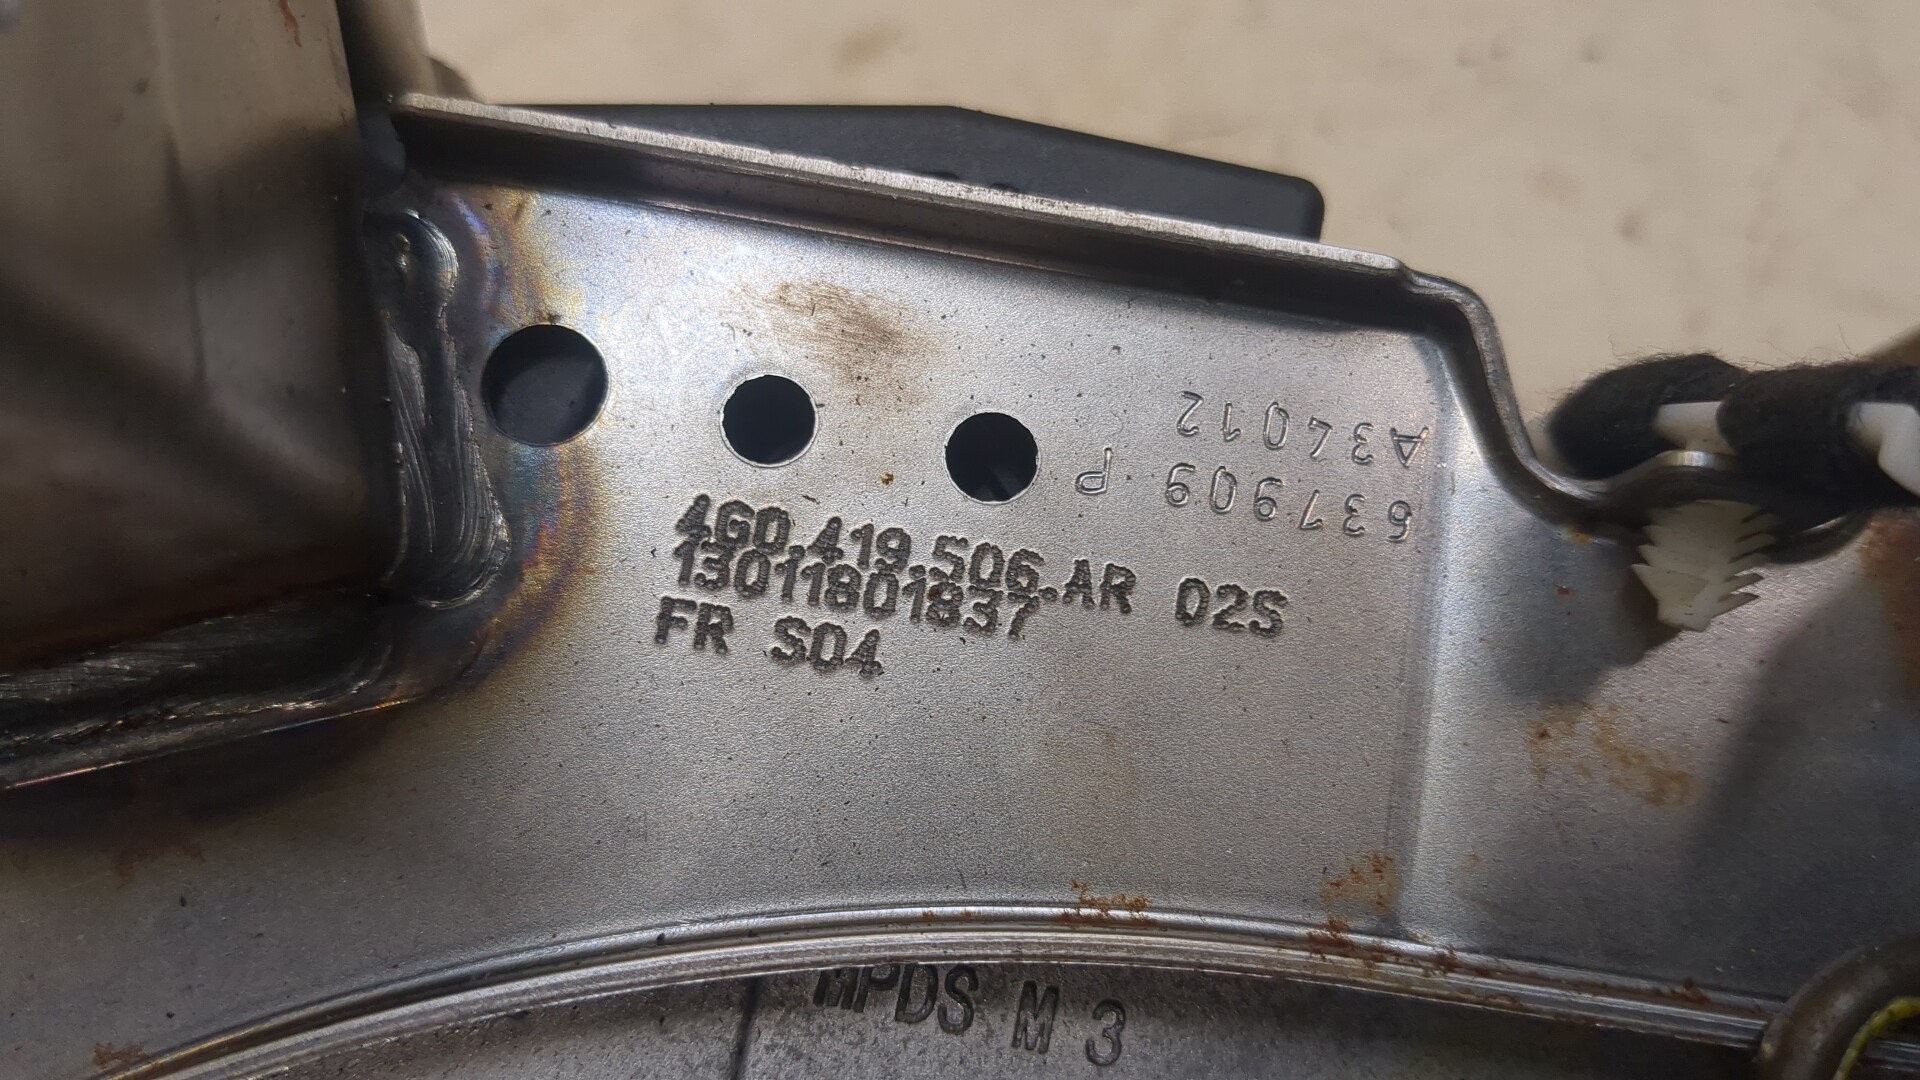 4G0.419.506.AR 02S
13011801837
FR S04
637909 P
A34012
MPDS M 3